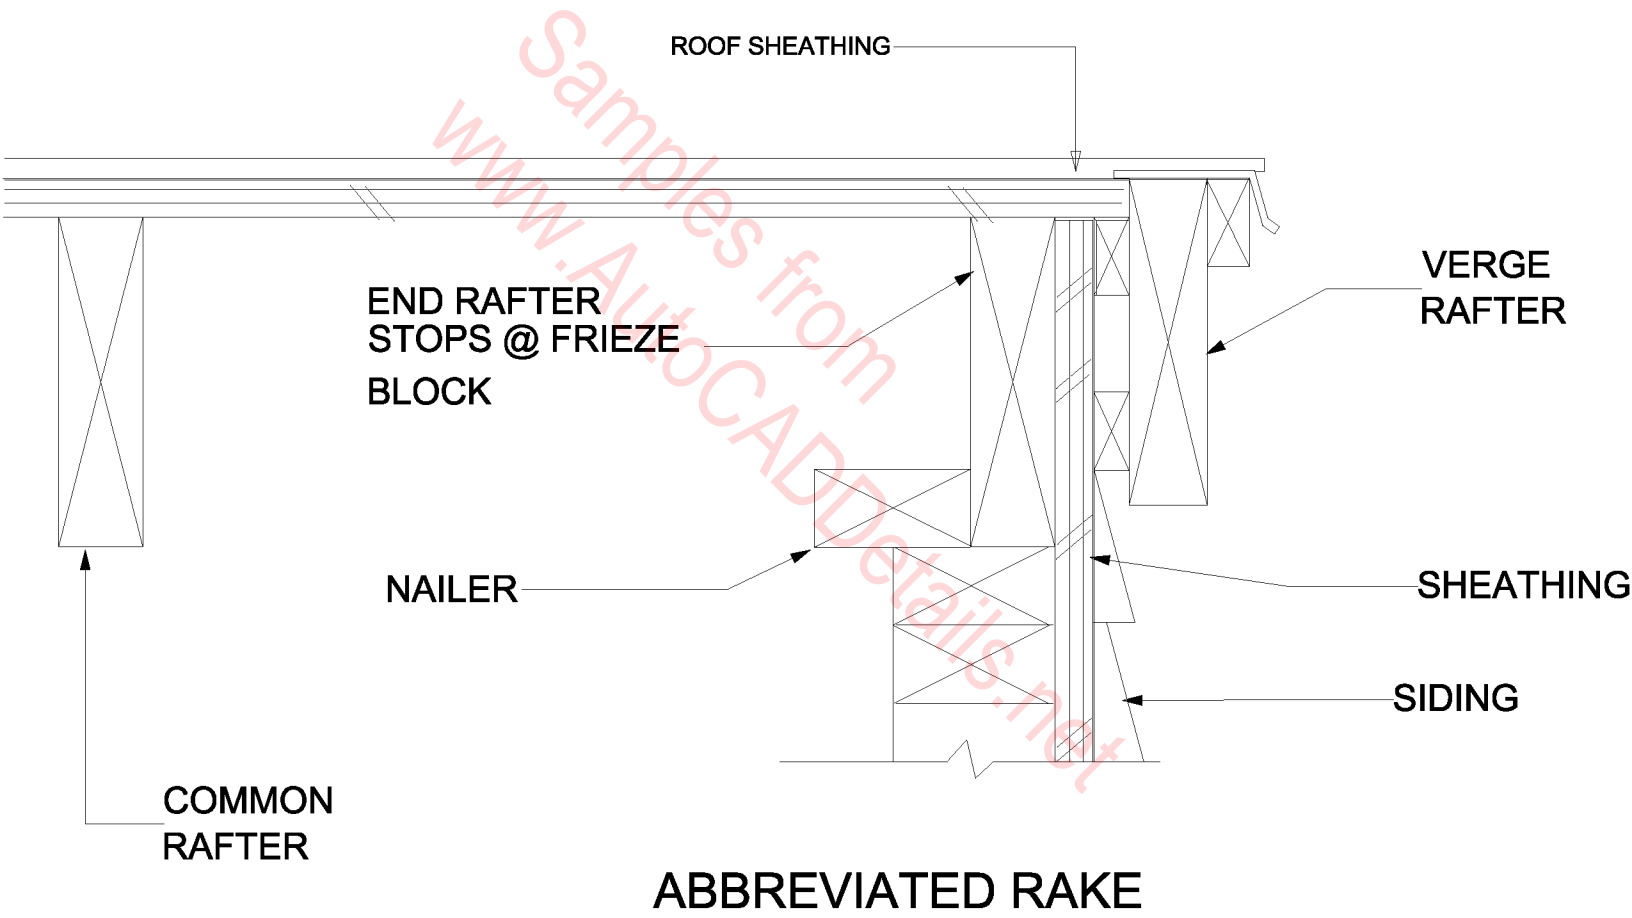 ROOF SHEATHING
Samples from
www.AutoCADDetails.net
VERGE
RAFTER
END RAFTER
STOPS @ FRIEZE
BLOCK
NAILER
SHEATHING
SIDING
COMMON
RAFTER
ABBREVIATED RAKE